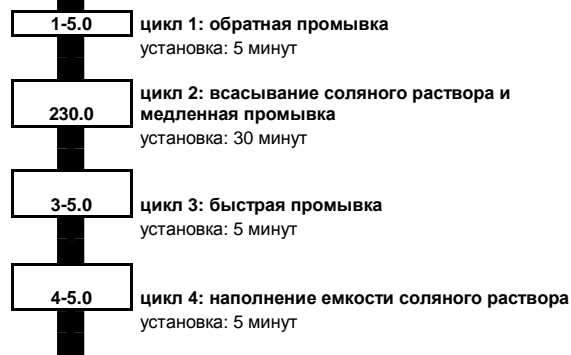 1-5.0 цикл 1: обратная промывка
установка: 5 минут
цикл 2: всасывание соляного раствора и
230.0 медленная промывка
установка: 30 минут
3-5.0 цикл 3: быстрая промывка
установка: 5 минут
4-5.0 цикл 4: наполнение емкости соляного раствора
установка: 5 минут